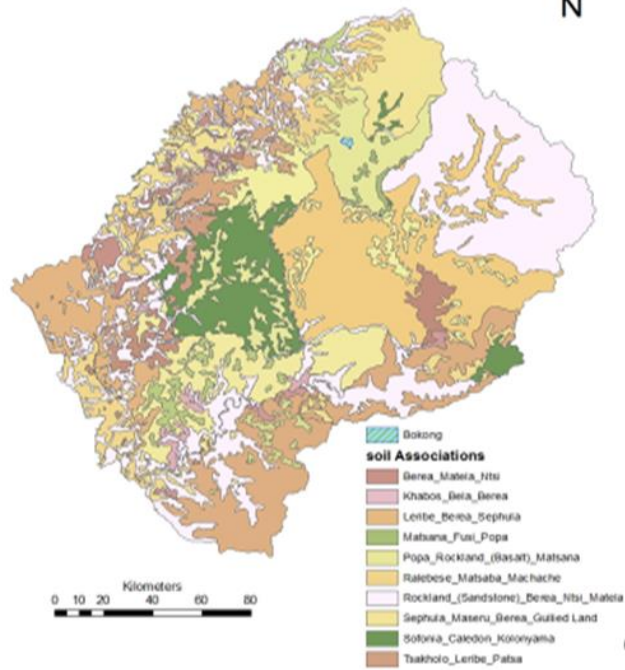 N
Bokong
soil Associations
Berea_Matela_Ntsi
Khabos_Bela_Berea
Leribe_Berea_Sephula
Matsana_Fusi_Popa
Popa_Rockland_(Basalt)_Matsana
Ralebese_Matsaba_Machache
Rockland_(Sandstone)_Berea_Ntsi_Matela
Sephula_Maseru_Berea_Gullied Land
Sofonia_Caledon_Kolonyama
Tsakholo_Leribe_Patsa
Kilometers
0 10 20 40 60 80